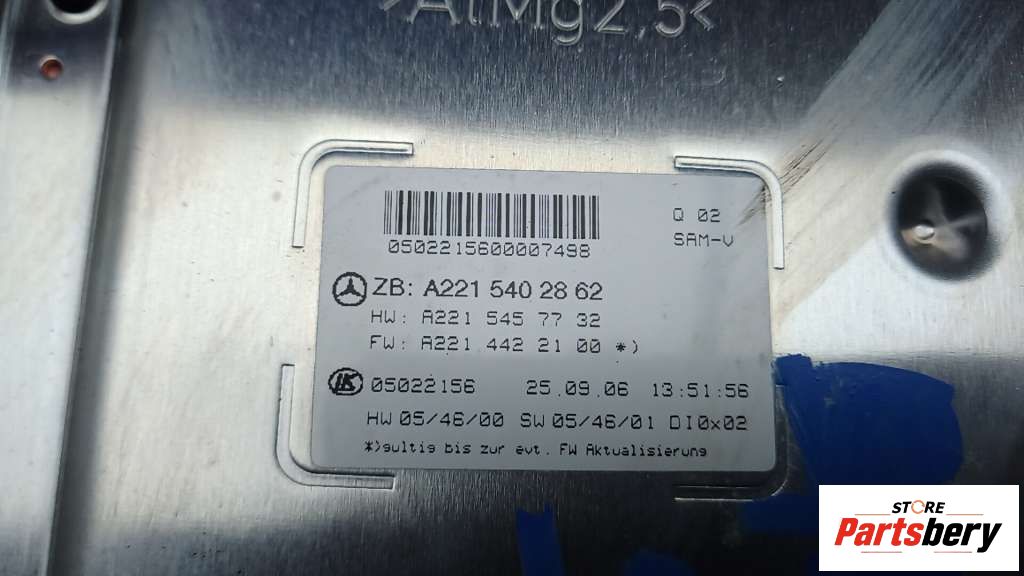 >AlMg2,5<
Q 02
SAM-V
0502215600007498
ZB: A221 540 28 62
HW: A221 545 77 32
FW: A221 442 21 00 *)
05022156 25.09.06 13:51:56
HW 05/46/00 SW 05/46/01 DI0x02
*)gultig bis zur evt. FW Aktualisierung
STORE
Partsbery